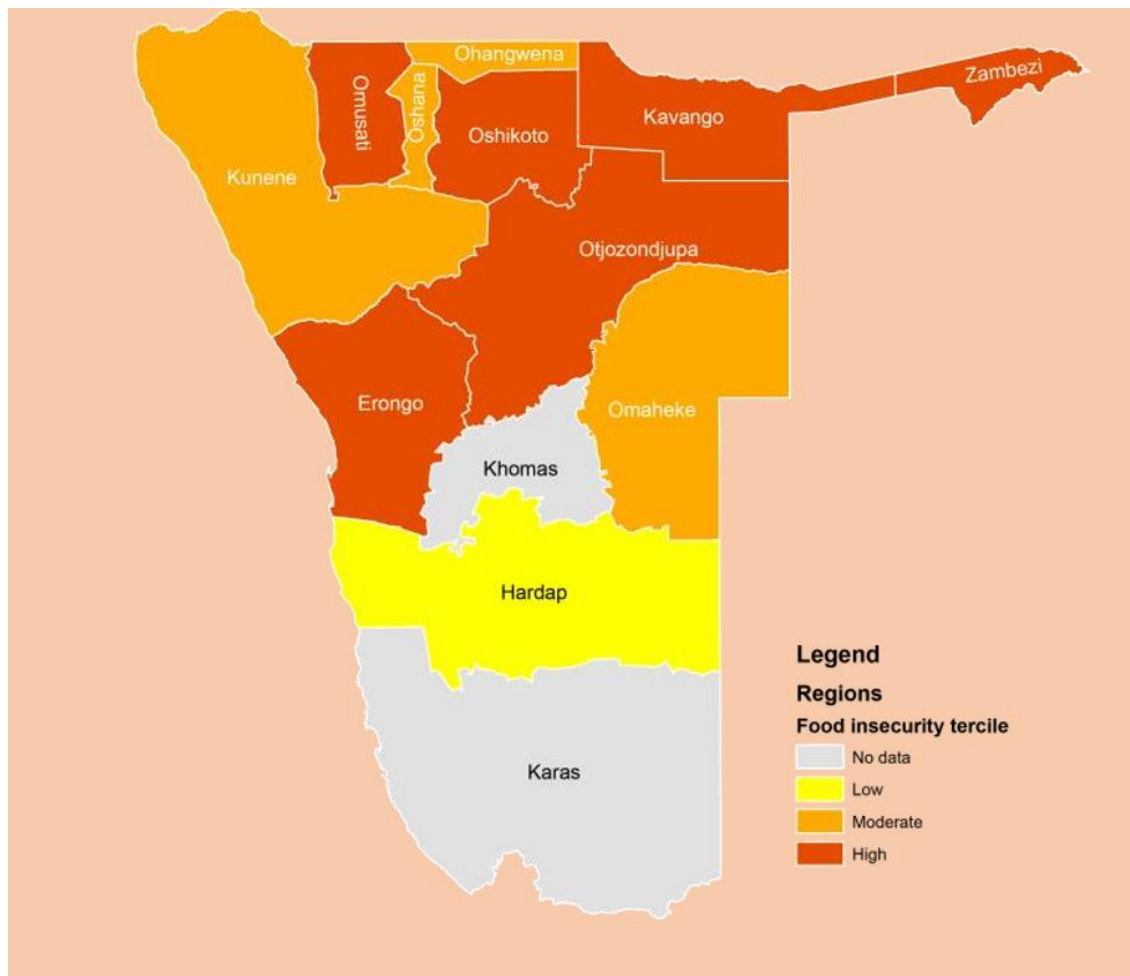 Ohangwena
Zambezi
Omusati
Oshana
Oshikoto
Kavango
Kunene
Otjozondjupa
Erongo
Omaheke
Khomas
Hardap
Karas
Legend
Regions
Food insecurity tercile
No data
Low
Moderate
High